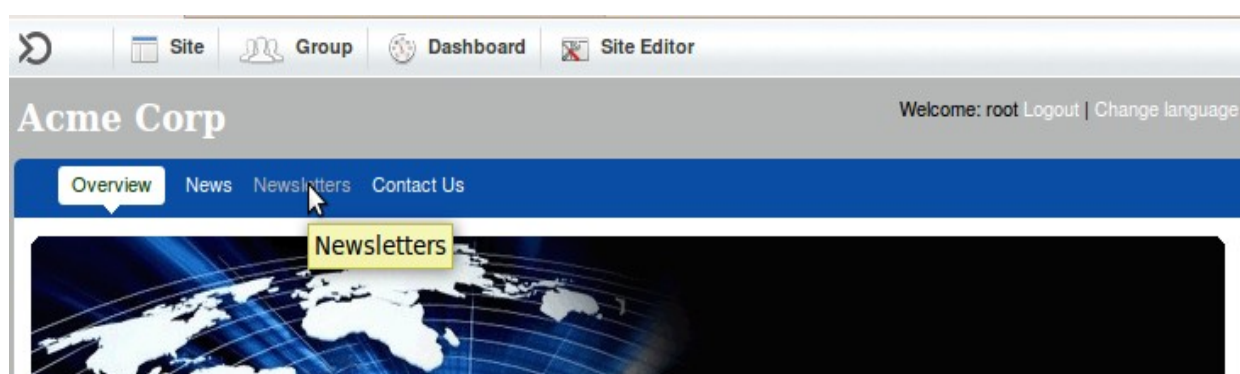 Site Group Dashboard Site Editor
Acme Corp
Welcome: root Logout | Change language
Overview News Newsletters Contact Us
Newsletters